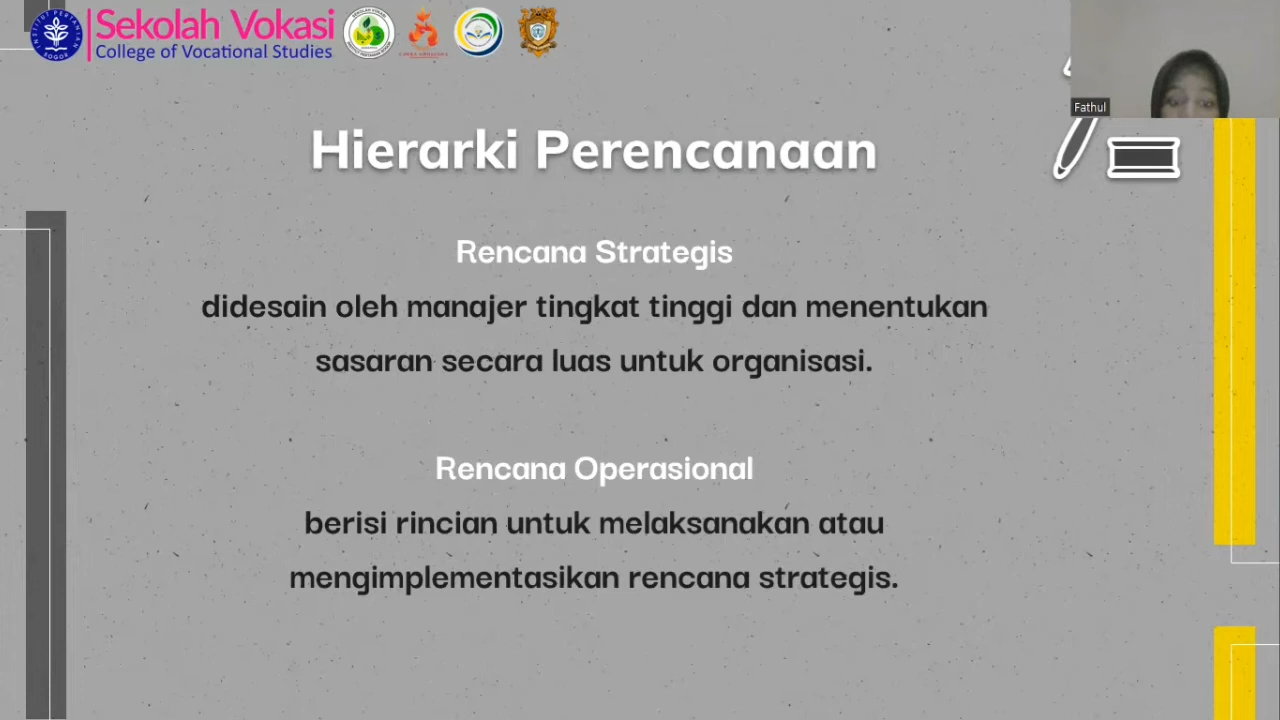 Sekolah Vokasi
College of Vocational Studies
Fathul
Hierarki Perencanaan
Rencana Strategis
didesain oleh manajer tingkat tinggi dan menentukan
sasaran secara luas untuk organisasi.
Rencana Operasional
berisi rincian untuk melaksanakan atau
mengimplementasikan rencana strategis.